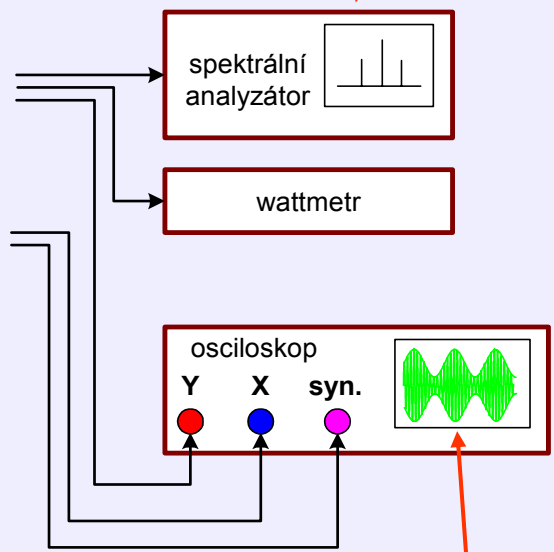 spektrální
analyzátor
wattmetr
osciloskop
Y X syn.